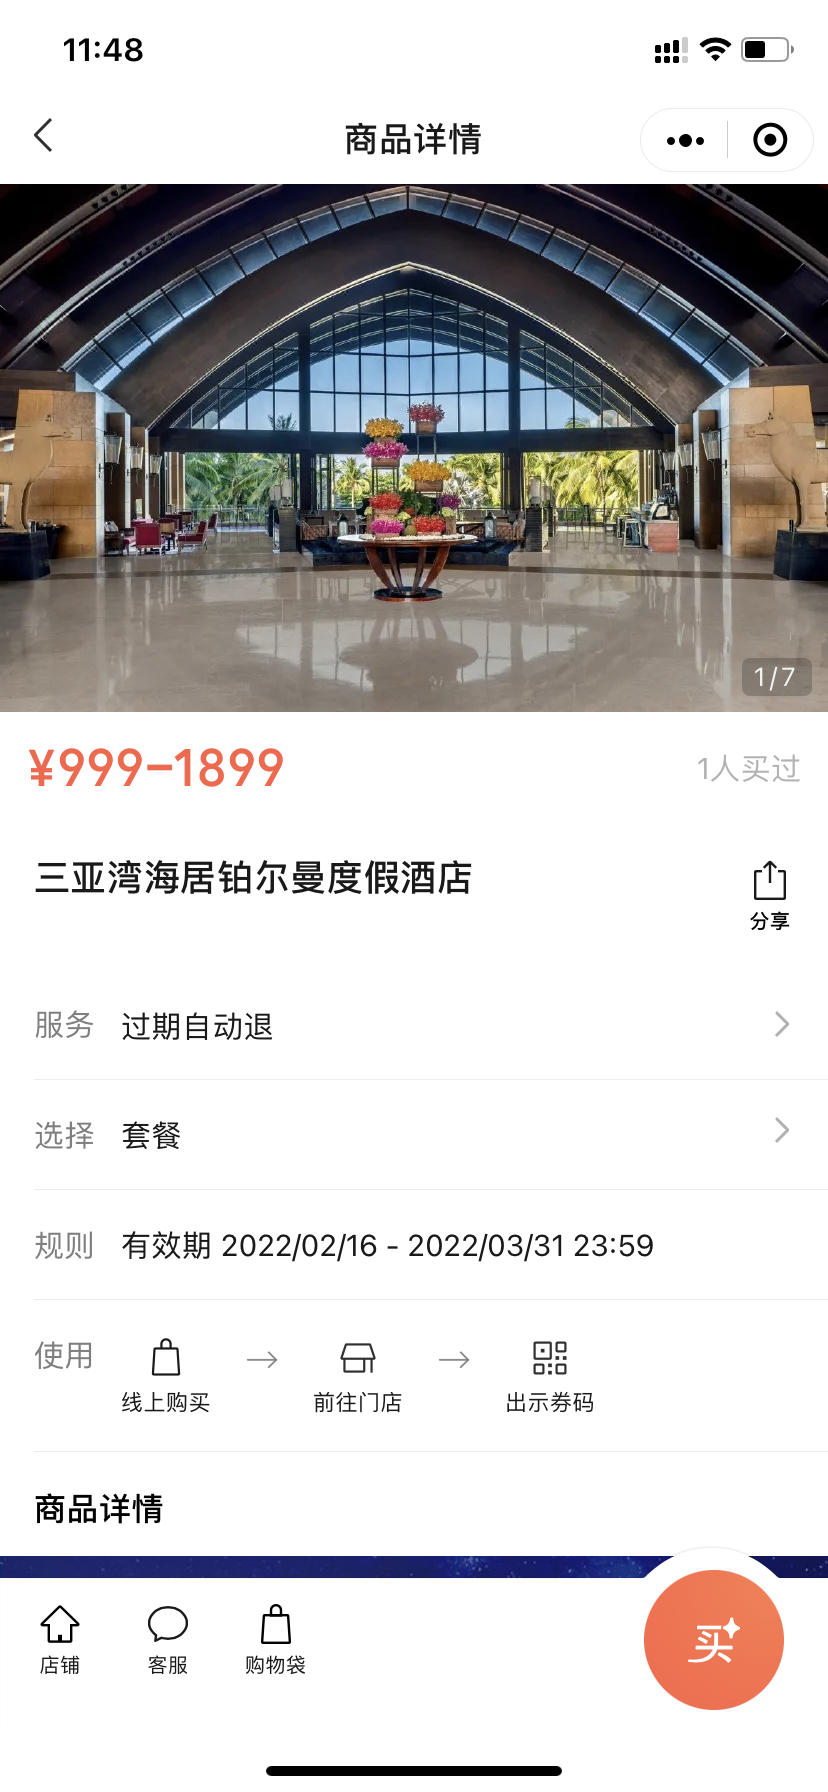 11:48
商品详情
1/7
¥999-1899
1人买过
三亚湾海居铂尔曼度假酒店
分享
服务 过期自动退
选择 套餐
规则 有效期 2022/02/16 - 2022/03/31 23:59
使用
线上购买 前往门店 出示券码
商品详情
店铺 客服 购物袋
买